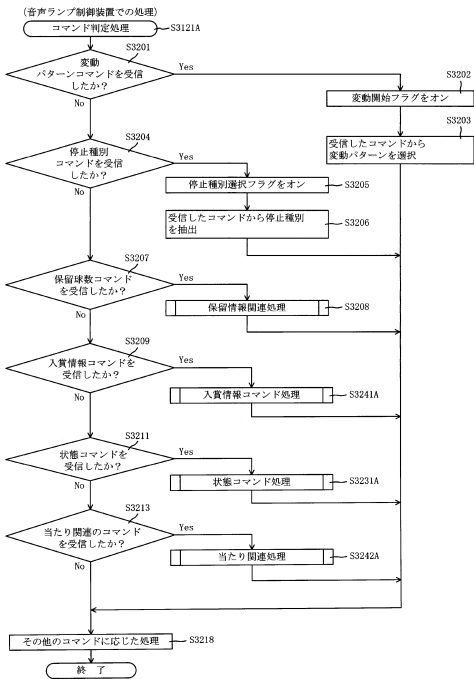 (音声ランプ制御装置での処理)
コマンド判定処理
S3121A
S3201
変動
パターンコマンドを受信
したか?
Yes
No
S3202
変動開始フラグをオン
S3203
受信したコマンドから
変動パターンを選択
S3204
停止種別
コマンドを受信
したか?
Yes
No
停止種別選択フラグをオン
S3205
受信したコマンドから停止種別
を抽出
S3206
S3207
保留球数コマンド
を受信したか?
Yes
No
保留情報関連処理
S3208
S3209
入賞情報コマンドを
受信したか?
Yes
No
入賞情報コマンド処理
S3241A
S3211
状態コマンドを
受信したか?
Yes
No
状態コマンド処理
S3231A
S3213
当たり関連のコマンド
を受信したか?
Yes
No
当たり関連処理
S3242A
その他のコマンドに応じた処理
S3218
終 了